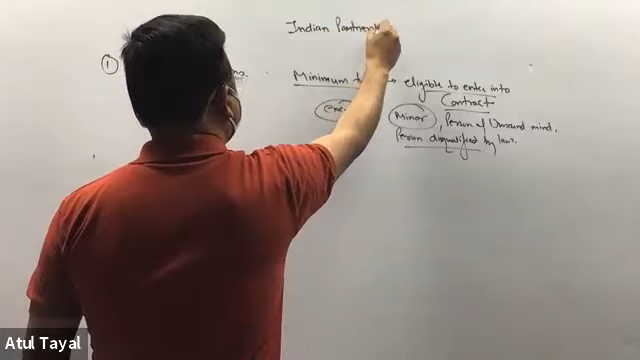 Indian Partners
①
Minimum eligible to enter into
Contract
Minor, Person of Unsound mind.
Person disqualified by law.
Atul Tayal